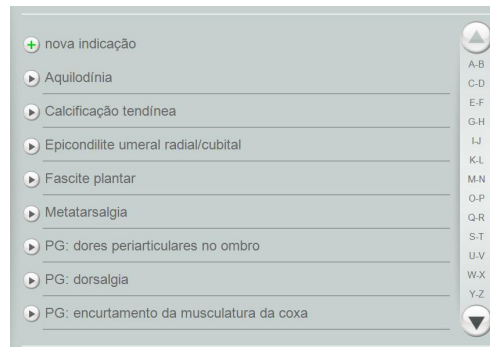 nova indicação
Aquilodínia
Calcificação tendínea
Epicondilite umeral radial/cubital
Fascite plantar
Metatarsalgia
PG: dores periarticulares no ombro
PG: dorsalgia
PG: encurtamento da musculatura da coxa
A-B
C-D
E-F
G-H
I-J
K-L
M-N
O-P
Q-R
S-T
U-V
W-X
Y-Z